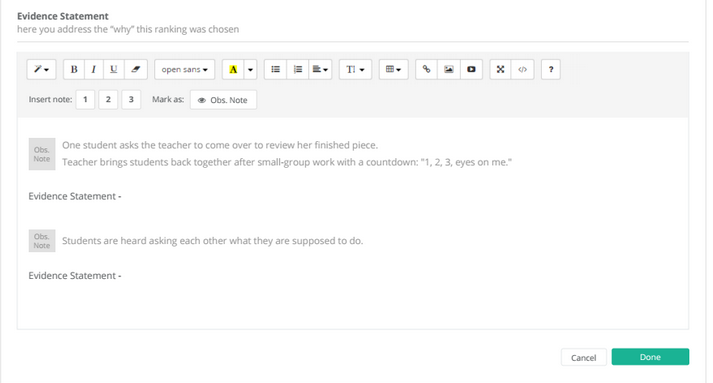 Evidence Statement
here you address the "why" this ranking was chosen
B I U open sans A T! ?
Insert note: 1 2 3 Mark as: Obs. Note
Obs. Note
One student asks the teacher to come over to review her finished piece.
Teacher brings students back together after small-group work with a countdown: "1, 2, 3, eyes on me."
Evidence Statement -
Obs. Note
Students are heard asking each other what they are supposed to do.
Evidence Statement -
Cancel Done